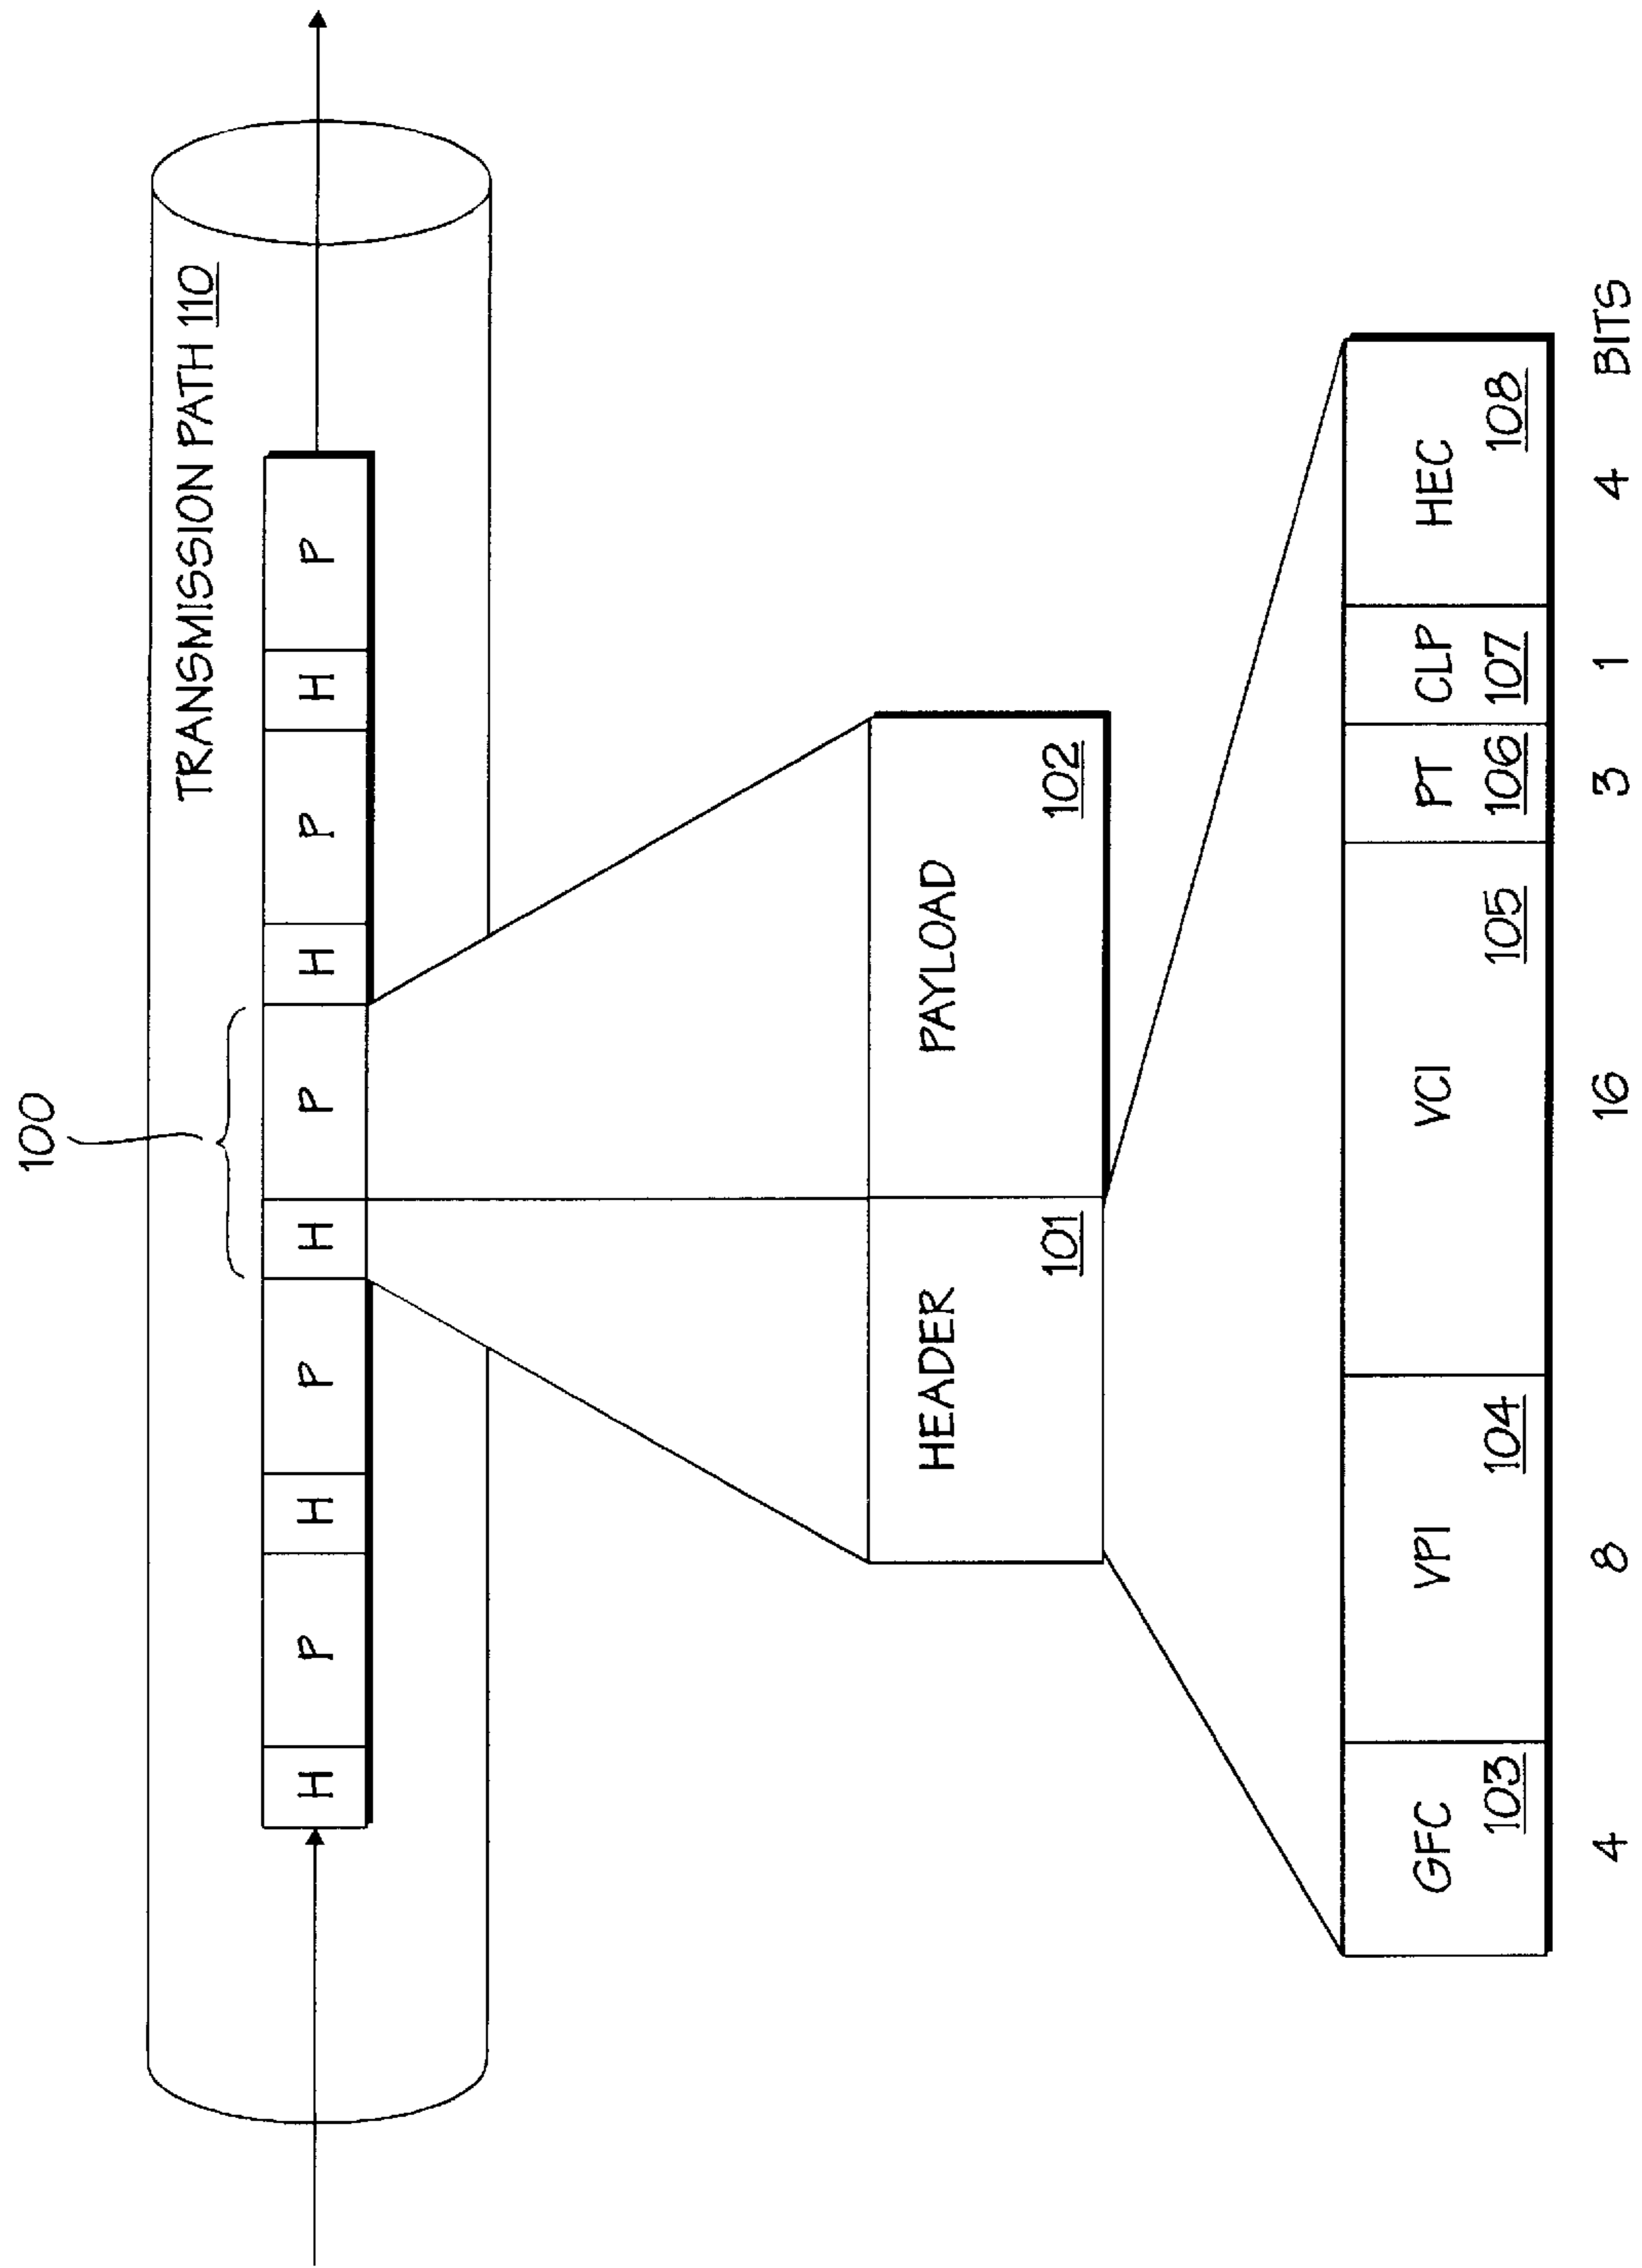 100
TRANSMISSION PATH 110
H P H P H P H P H P
HEADER PAYLOAD
101 102
GFC VPI VCI PT CLP HEC
103 104 105 106 107 108
4 8 16 3 1 4 BITS